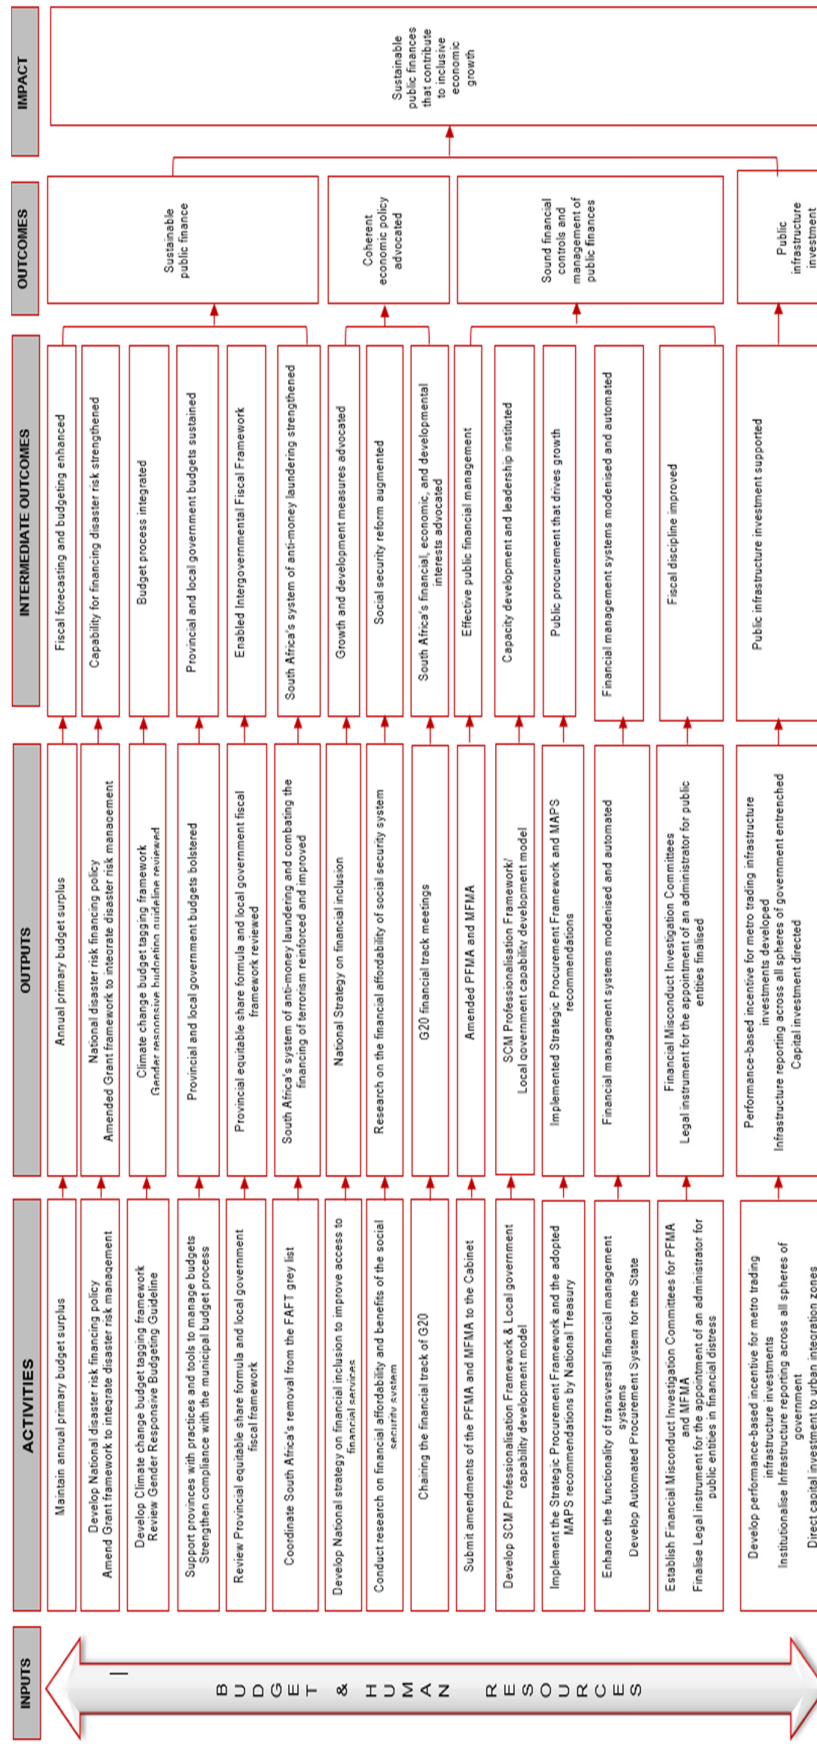 INPUTS
ACTIVITIES
OUTPUTS
INTERMEDIATE OUTCOMES
OUTCOMES
IMPACT
BUDGET & HUMAN RESOURCES
Maintain annual primary budget surplus
Annual primary budget surplus
Fiscal forecasting and budgeting enhanced
Develop National disaster risk financing policy
Amend Grant framework to integrate disaster risk management
National disaster risk financing policy
Amended Grant framework to integrate disaster risk management
Capability for financing disaster risk strengthened
Develop Climate change budget tagging framework
Review Gender Responsive Budgeting Guideline
Climate change budget tagging framework
Gender responsive budgeting guideline reviewed
Budget process integrated
Support provinces with practices and tools to manage budgets
Strengthen compliance with the municipal budget process
Provincial and local government budgets bolstered
Provincial and local government budgets sustained
Review Provincial equitable share formula and local government
fiscal framework
Provincial equitable share formula and local government fiscal
framework reviewed
Enabled Intergovernmental Fiscal Framework
Coordinate South Africa's removal from the FAFT grey list
South Africa's system of anti-money laundering and combating the
financing of terrorism reinforced and improved
South Africa's system of anti-money laundering strengthened
Sustainable
public finance
Develop National strategy on financial inclusion to improve access to
financial services
National Strategy on financial inclusion
Growth and development measures advocated
Conduct research on financial affordability and benefits of the social
security system
Research on the financial affordability of social security system
Social security reform augmented
Chairing the financial track of G20
G20 financial track meetings
South Africa's financial, economic, and developmental
interests advocated
Coherent
economic policy
advocated
Submit amendments of the PFMA and MFMA to the Cabinet
Amended PFMA and MFMA
Effective public financial management
Develop SCM Professionalisation Framework & Local government
capability development model
SCM Professionalisation Framework/
Local government capability development model
Capacity development and leadership instituted
Implement the Strategic Procurement Framework and the adopted
MAPS recommendations by National Treasury
Implemented Strategic Procurement Framework and MAPS
recommendations
Public procurement that drives growth
Enhance the functionality of transversal financial management
systems
Develop Automated Procurement System for the State
Financial management systems modenised and automated
Financial management systems modenised and automated
Establish Financial Misconduct Investigation Committees for PFMA
and MFMA
Finalise Legal instrument for the appointment of an administrator for
public entities in financial distress
Financial Misconduct Investigation Committees
Legal instrument for the appointment of an administrator for public
entities finalised
Fiscal discipline improved
Sound financial
controls and
management of
public finances
Develop performance-based incentive for metro trading
infrastructure investments
Institutionalise Infrastructure reporting across all spheres of
government
Direct capital investment to urban integration zones
Performance-based incentive for metro trading infrastructure
investments developed
Infrastructure reporting across all spheres of government entrenched
Capital investment directed
Public infrastructure investment supported
Public
infrastructure
investment
Sustainable
public finances
that contribute
to inclusive
economic
growth